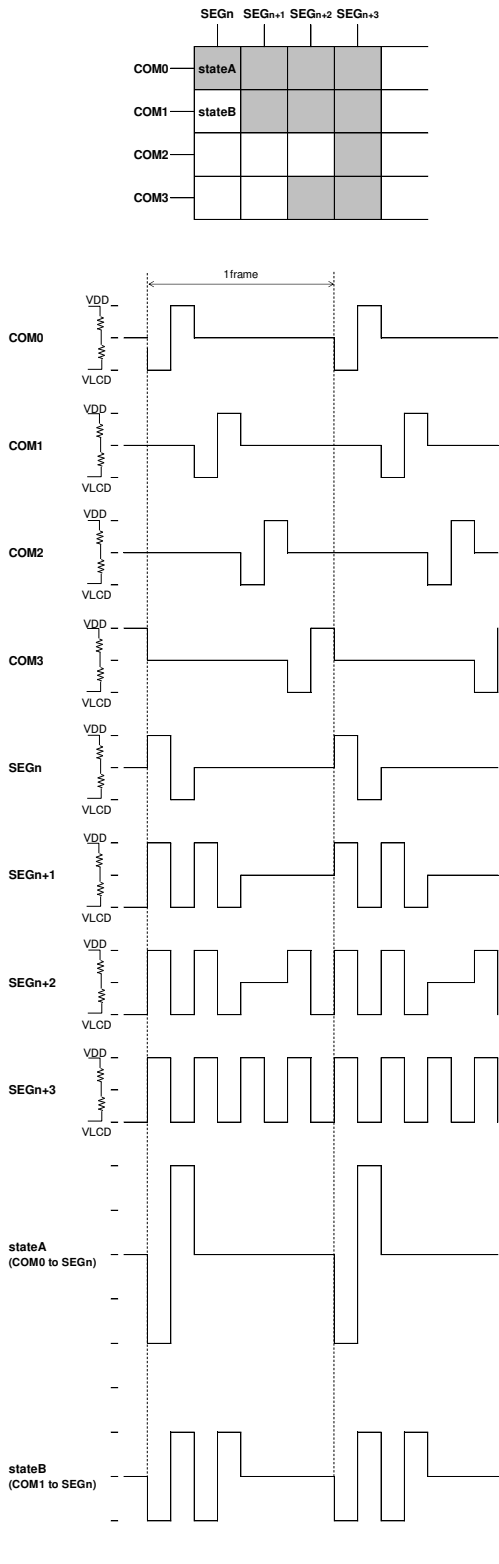 SEGn SEGn+1 SEGn+2 SEGn+3
COM0 stateA
COM1 stateB
COM2
COM3
1frame
VDD
COM0
VLCD
VDD
COM1
VLCD
VDD
COM2
VLCD
VDD
COM3
VLCD
VDD
SEGn
VLCD
VDD
SEGn+1
VLCD
VDD
SEGn+2
VLCD
VDD
SEGn+3
VLCD
stateA
(COM0 to SEGn)
stateB
(COM1 to SEGn)